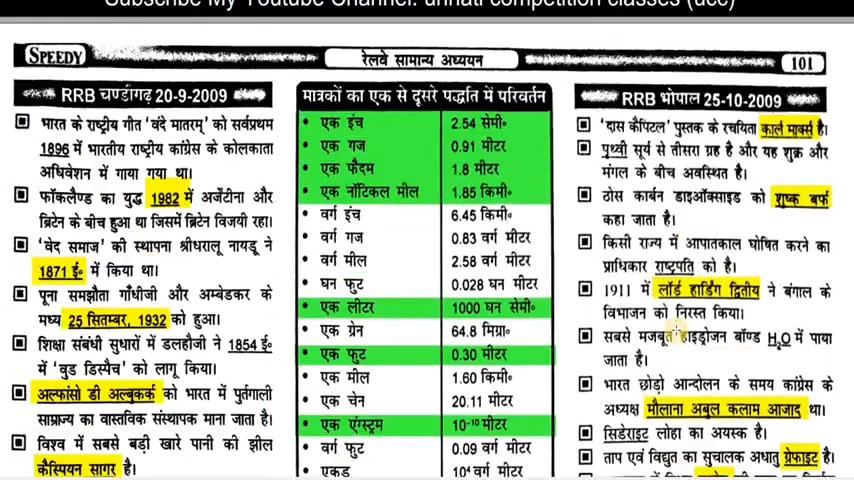 Subscribe My Youtube Channel: unnati competition classes (ucc)
SPEEDY
रेलवे सामान्य अध्ययन
101
RRB चण्डीगढ़ 20-9-2009
भारत के राष्ट्रीय गीत 'वंदे मातरम्' को सर्वप्रथम
1896 में भारतीय राष्ट्रीय कांग्रेस के कोलकाता
अधिवेशन में गाया गया था।
फॉकलैण्ड का युद्ध 1982 में अर्जेंटीना और
ब्रिटेन के बीच हुआ था जिसमें ब्रिटेन विजयी रहा।
'वेद समाज' की स्थापना श्रीधरालू नायडू ने
1871 ई० में किया था।
पूना समझौता गाँधीजी और अम्बेडकर के
मध्य 25 सितम्बर, 1932 को हुआ।
शिक्षा संबंधी सुधारों में डलहौजी ने 1854 ई०
में 'वुड डिस्पैच' को लागू किया।
अल्फांसो डी अल्बुकर्क को भारत में पुर्तगाली
साम्राज्य का वास्तविक संस्थापक माना जाता है।
विश्व में सबसे बड़ी खारे पानी की झील
कैस्पियन सागर है।
मात्रकों का एक से दूसरे पद्धति में परिवर्तन
• एक इंच 2.54 सेमी०
• एक गज 0.91 मीटर
• एक फैदम 1.8 मीटर
• एक नॉटिकल मील 1.85 किमी०
• वर्ग इंच 6.45 किमी०
• वर्ग गज 0.83 वर्ग मीटर
• वर्ग मील 2.58 वर्ग मीटर
• घन फुट 0.028 घन मीटर
• एक लीटर 1000 घन सेमी०
• एक ग्रेन 64.8 मिग्रा०
• एक फुट 0.30 मीटर
• एक मील 1.60 किमी०
• एक चेन 20.11 मीटर
• एक एंग्स्ट्रम 10⁻¹⁰ मीटर
• वर्ग फुट 0.09 वर्ग मीटर
• एकड़ 10⁴ वर्ग मीटर
RRB भोपाल 25-10-2009
'दास कैपिटल' पुस्तक के रचयिता कार्ल मार्क्स है।
पृथ्वी सूर्य से तीसरा ग्रह है और यह शुक्र और
मंगल के बीच अवस्थित है।
ठोस कार्बन डाइऑक्साइड को शुष्क बर्फ
कहा जाता है।
किसी राज्य में आपातकाल घोषित करने का
प्राधिकार राष्ट्रपति को है।
1911 में लॉर्ड हार्डिंग द्वितीय ने बंगाल के
विभाजन को निरस्त किया।
सबसे मजबूत हाइड्रोजन बॉण्ड H₂O में पाया
जाता है।
भारत छोड़ो आन्दोलन के समय कांग्रेस के
अध्यक्ष मौलाना अबुल कलाम आजाद था।
सिडेराइट लोहा का अयस्क है।
ताप एवं विद्युत का सुचालक अधातु ग्रेफाइट है।